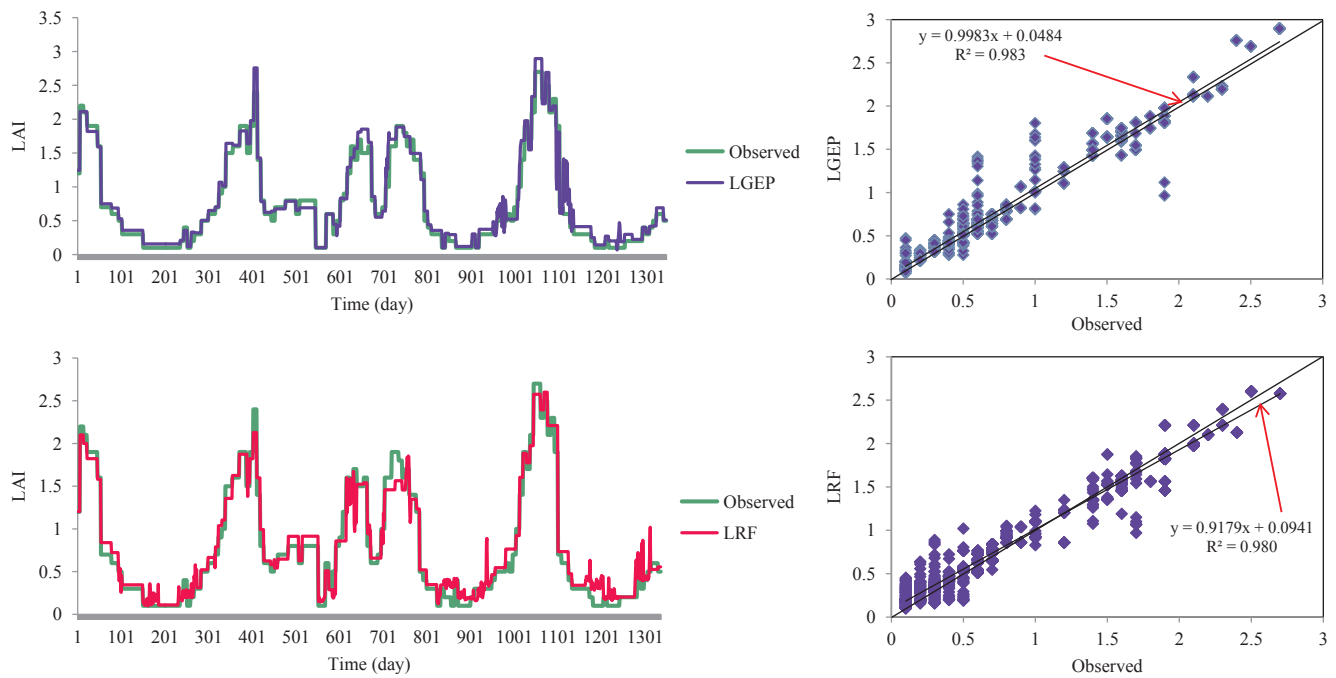 3.5
3
2.5
2
1.5
1
0.5
0
LAI
1 101 201 301 401 501 601 701 801 901 1001 1101 1201 1301
Time (day)
Observed
LGEP
3
2.5
2
1.5
1
0.5
0
LGEP
y = 0.9983x + 0.0484
R² = 0.983
0 0.5 1 1.5 2 2.5 3
Observed
3
2.5
2
1.5
1
0.5
0
LAI
1 101 201 301 401 501 601 701 801 901 1001 1101 1201 1301
Time (day)
Observed
LRF
3
2.5
2
1.5
1
0.5
0
LRF
y = 0.9179x + 0.0941
R² = 0.980
0 0.5 1 1.5 2 2.5 3
Observed